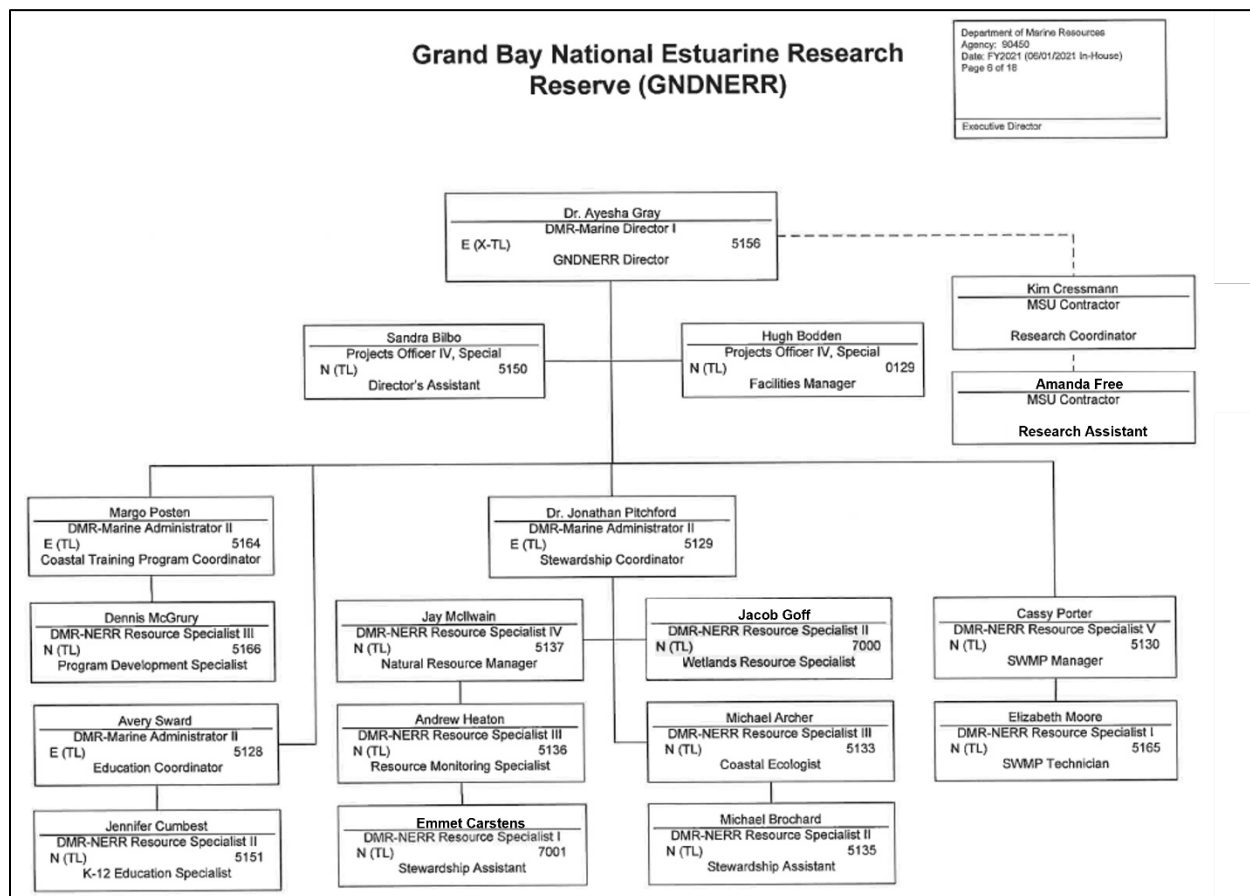 Grand Bay National Estuarine Research
Reserve (GNDNERR)
Department of Marine Resources
Agency: 90450
Date: FY2021 (06/01/2021 In-House)
Page 6 of 18
Executive Director
Dr. Ayesha Gray
DMR-Marine Director I
E (X-TL) 5156
GNDNERR Director
Kim Cressmann
MSU Contractor
Research Coordinator
Sandra Bilbo
Projects Officer IV, Special
N (TL) 5150
Director's Assistant
Hugh Bodden
Projects Officer IV, Special
N (TL) 0129
Facilities Manager
Amanda Free
MSU Contractor
Research Assistant
Margo Posten
DMR-Marine Administrator II
E (TL) 5164
Coastal Training Program Coordinator
Dr. Jonathan Pitchford
DMR-Marine Administrator II
E (TL) 5129
Stewardship Coordinator
Dennis McGrury
DMR-NERR Resource Specialist III
N (TL) 5166
Program Development Specialist
Jay McIlwain
DMR-NERR Resource Specialist IV
N (TL) 5137
Natural Resource Manager
Jacob Goff
DMR-NERR Resource Specialist II
N (TL) 7000
Wetlands Resource Specialist
Cassy Porter
DMR-NERR Resource Specialist V
N (TL) 5130
SWMP Manager
Avery Sward
DMR-Marine Administrator II
E (TL) 5128
Education Coordinator
Andrew Heaton
DMR-NERR Resource Specialist III
N (TL) 5136
Resource Monitoring Specialist
Michael Archer
DMR-NERR Resource Specialist III
N (TL) 5133
Coastal Ecologist
Elizabeth Moore
DMR-NERR Resource Specialist I
N (TL) 5165
SWMP Technician
Jennifer Cumbest
DMR-NERR Resource Specialist II
N (TL) 5151
K-12 Education Specialist
Emmet Carstens
DMR-NERR Resource Specialist I
N (TL) 7001
Stewardship Assistant
Michael Brochard
DMR-NERR Resource Specialist II
N (TL) 5135
Stewardship Assistant